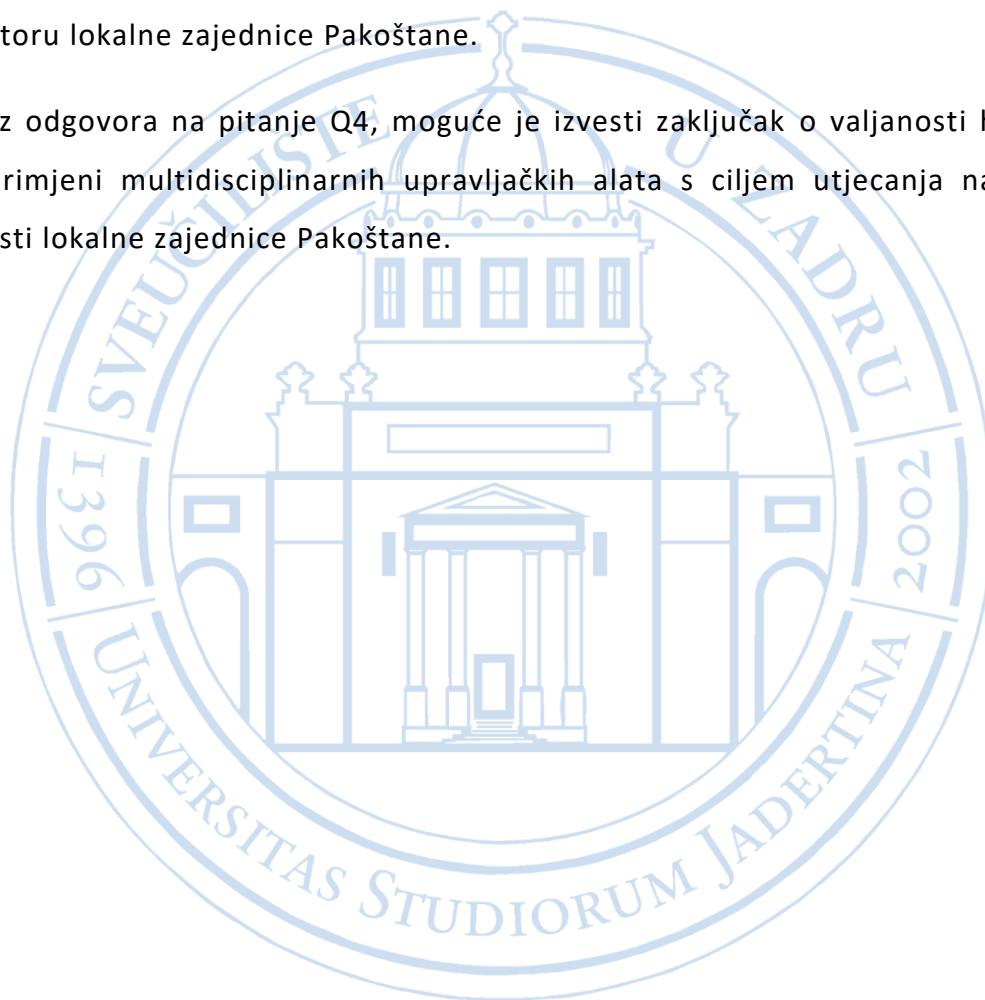 toru lokalne zajednice Pakoštane.
z odgovora na pitanje Q4, moguće je izvesti zaključak o valjanosti
rimjeni multidisciplinarnih upravljačkih alata s ciljem utjecanja na
sti lokalne zajednice Pakoštane.
SVEUČILIŠTE U ZADRU
1396
2002
UNIVERSITAS STUDIORUM JADERTINA